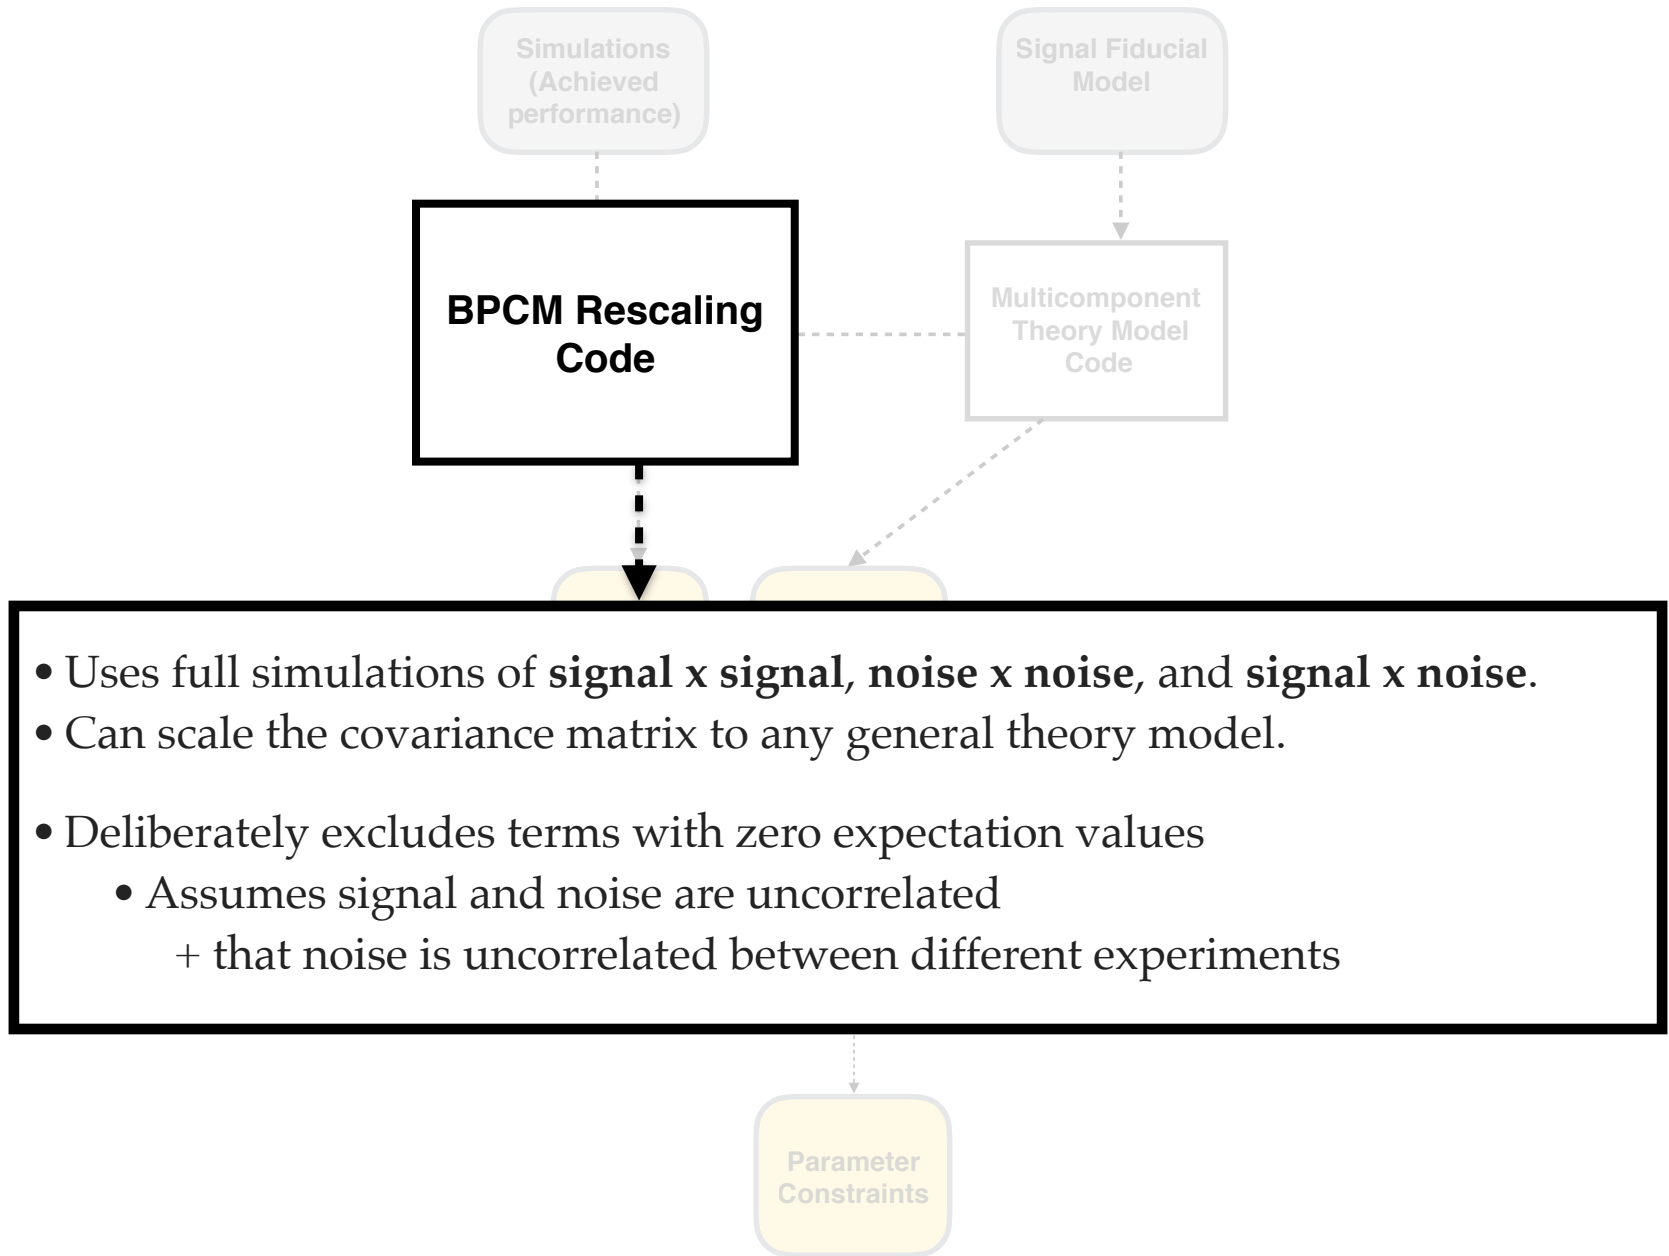 Simulations
(Achieved
performance)
Signal Fiducial
Model
BPCM Rescaling
Code
Multicomponent
Theory Model
Code
• Uses full simulations of signal x signal, noise x noise, and signal x noise.
• Can scale the covariance matrix to any general theory model.
• Deliberately excludes terms with zero expectation values
• Assumes signal and noise are uncorrelated
+ that noise is uncorrelated between different experiments
Parameter
Constraints